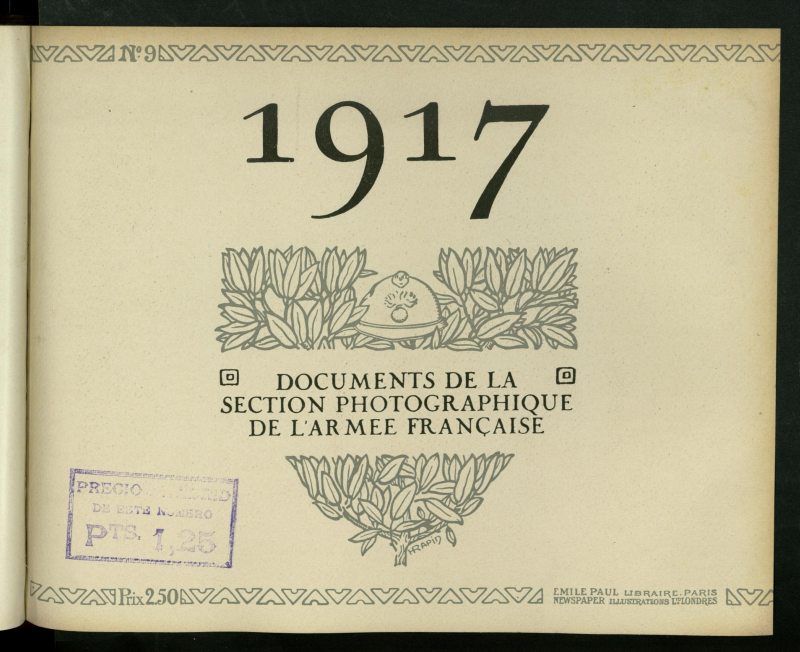 Nº 9
1917
DOCUMENTS DE LA
SECTION PHOTOGRAPHIQUE
DE L'ARMEE FRANÇAISE
H·RAPIN
PRECIO
DE ESTE NUMERO
PTS. 1,25
Prix 2.50
EMILE PAUL LIBRAIRE. PARIS
NEWSPAPER ILLUSTRATIONS Lᴰ LONDRES